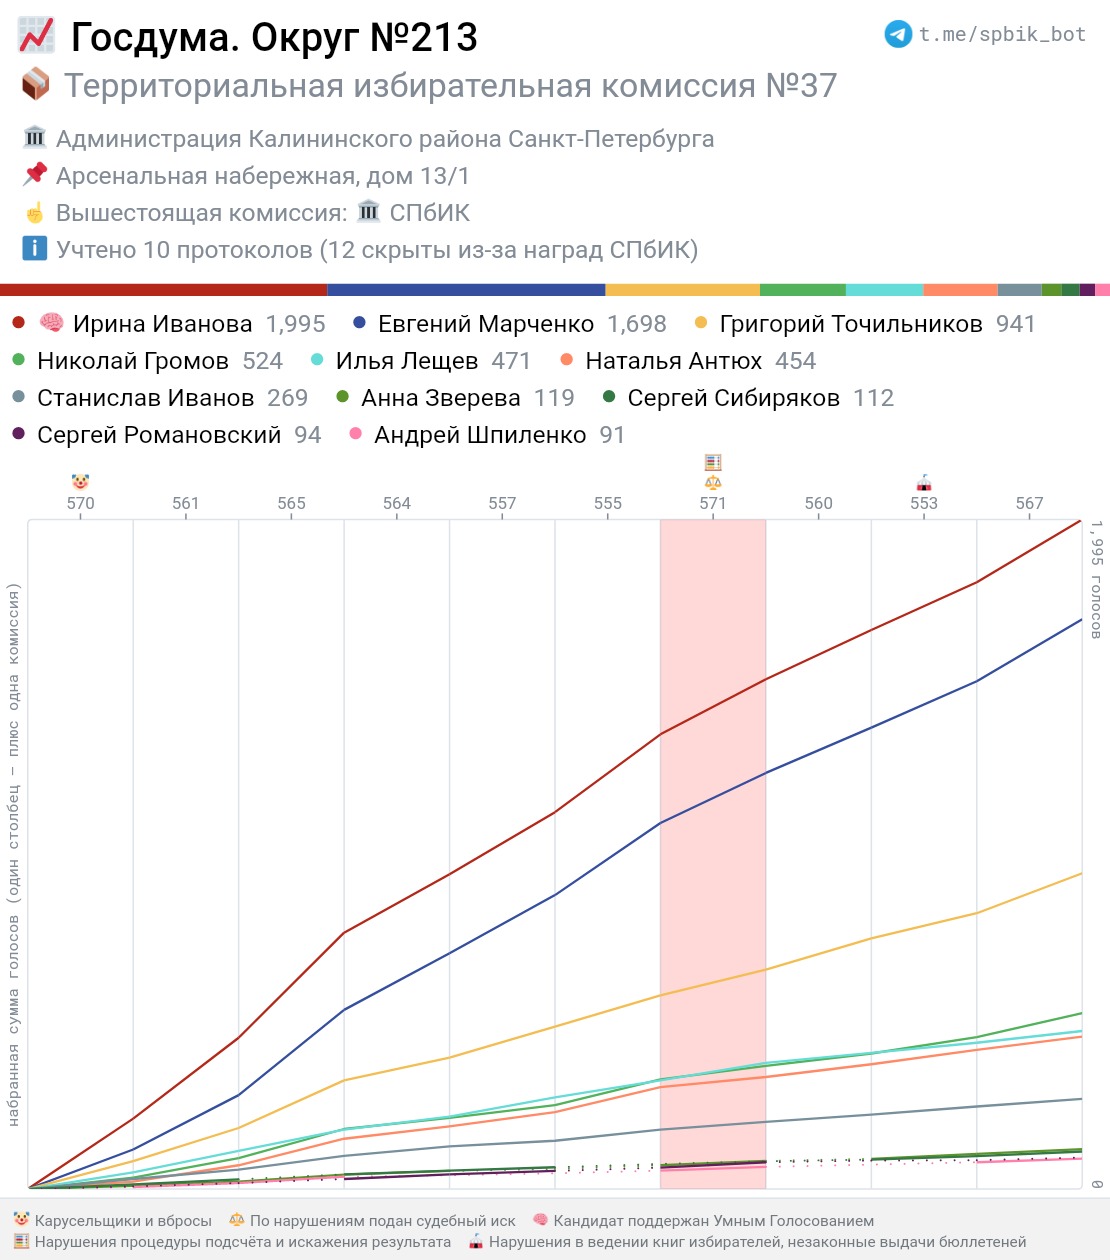 Госдума. Округ №213
t.me/spbik_bot
Территориальная избирательная комиссия №37
Администрация Калининского района Санкт-Петербурга
Арсенальная набережная, дом 13/1
Вышестоящая комиссия: СПбИК
Учтено 10 протоколов (12 скрыты из-за наград СПбИК)
Ирина Иванова 1,995 Евгений Марченко 1,698 Григорий Точильников 941
Николай Громов 524 Илья Лещев 471 Наталья Антюх 454
Станислав Иванов 269 Анна Зверева 119 Сергей Сибиряков 112
Сергей Романовский 94 Андрей Шпиленко 91
570 561 565 564 557 555 571 560 553 567
набранная сумма голосов (один столбец – плюс одна комиссия)
1,995 голосов
0
Карусельщики и вбросы По нарушениям подан судебный иск Кандидат поддержан Умным Голосованием
Нарушения процедуры подсчёта и искажения результата Нарушения в ведении книг избирателей, незаконные выдачи бюллетеней